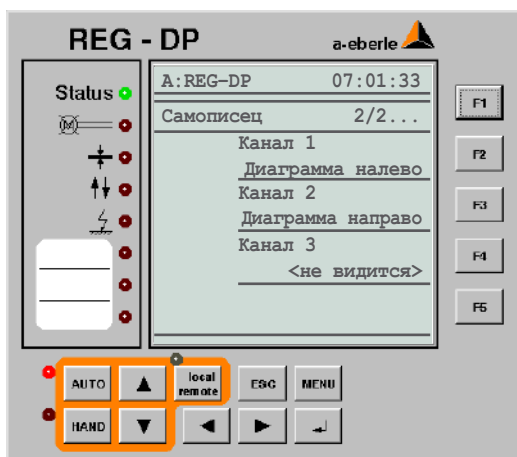 REG - DP
a-eberle
Status
A:REG-DP 07:01:33
Самописец 2/2...
Канал 1
Диаграмма налево
Канал 2
Диаграмма направо
Канал 3
<не видится>
F1
F2
F3
F4
F5
M
AUTO
local
remote
ESC
MENU
HAND